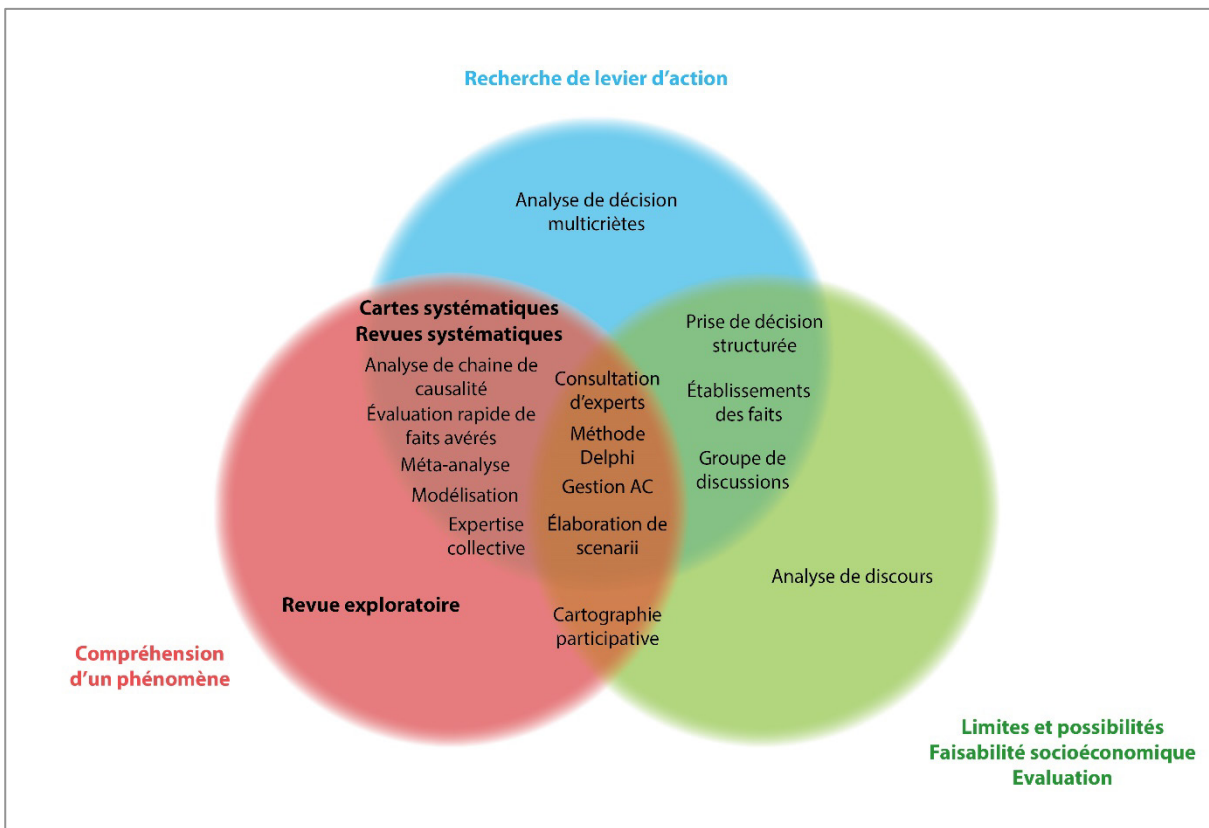 Recherche de levier d'action
Analyse de décision
multicriètes
Cartes systématiques
Revues systématiques
Analyse de chaine de
causalité
Évaluation rapide de
faits avérés
Méta-analyse
Modélisation
Expertise
collective
Consultation
d'experts
Méthode
Delphi
Gestion AC
Élaboration de
scenarii
Cartographie
participative
Prise de décision
structurée
Établissements
des faits
Groupe de
discussions
Analyse de discours
Revue exploratoire
Compréhension
d'un phénomène
Limites et possibilités
Faisabilité socioéconomique
Evaluation